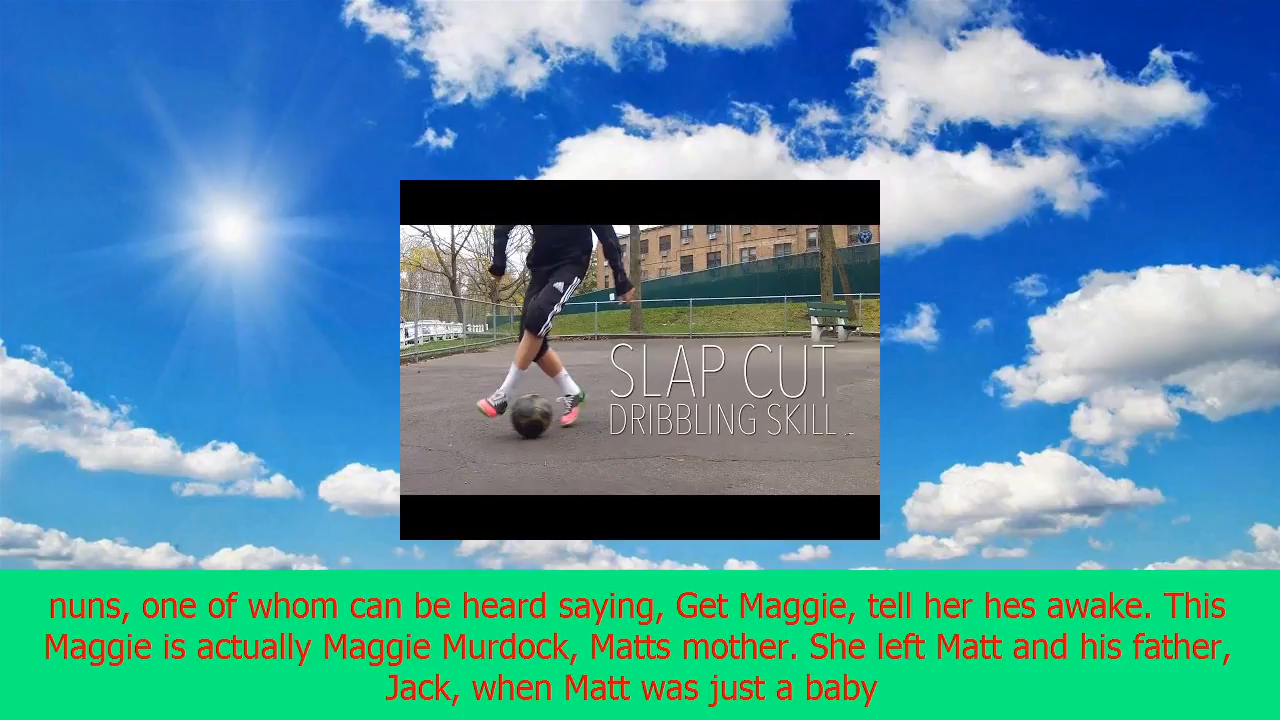 SLAP CUT
DRIBBLING SKILL
nuns, one of whom can be heard saying, Get Maggie, tell her hes awake. This
Maggie is actually Maggie Murdock, Matts mother. She left Matt and his father,
Jack, when Matt was just a baby